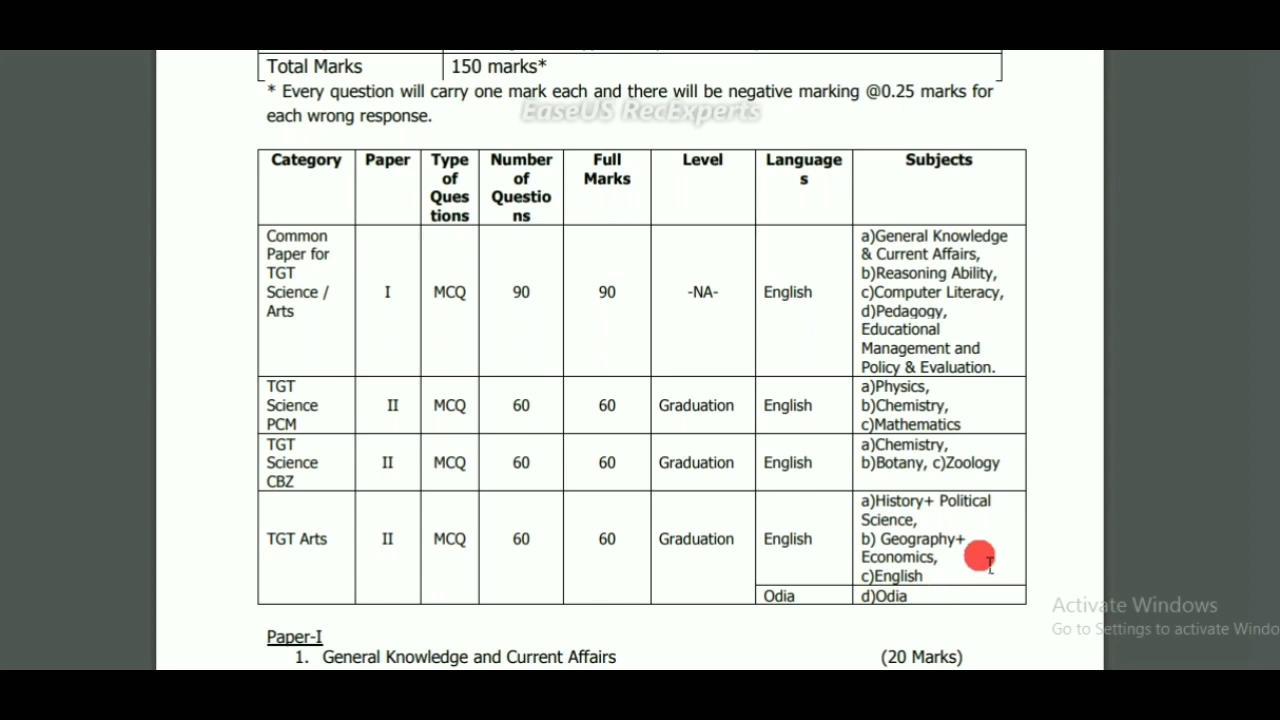 Total Marks 150 marks*
* Every question will carry one mark each and there will be negative marking @0.25 marks for
each wrong response.
EaseUS RecExperts
Category Paper Type of Ques tions Number of Questio ns Full Marks Level Language s Subjects
Common Paper for TGT Science / Arts I MCQ 90 90 -NA- English a)General Knowledge & Current Affairs, b)Reasoning Ability, c)Computer Literacy, d)Pedagogy, Educational Management and Policy & Evaluation.
TGT Science PCM II MCQ 60 60 Graduation English a)Physics, b)Chemistry, c)Mathematics
TGT Science CBZ II MCQ 60 60 Graduation English a)Chemistry, b)Botany, c)Zoology
TGT Arts II MCQ 60 60 Graduation English a)History+ Political Science, b) Geography+ Economics, c)English
Odia d)Odia
Activate Windows
Go to Settings to activate Windo
Paper-I
1. General Knowledge and Current Affairs (20 Marks)